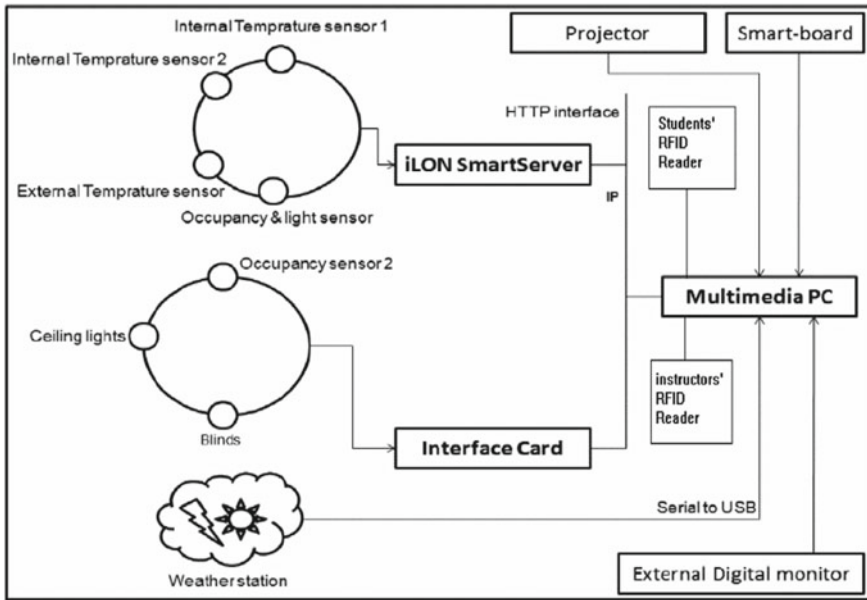 Internal Temprature sensor 1
Internal Temprature sensor 2
External Temprature sensor
Occupancy & light sensor
iLON SmartServer
HTTP interface
IP
Projector
Smart-board
Students'
RFID
Reader
Occupancy sensor 2
Ceiling lights
Blinds
Interface Card
Multimedia PC
instructors'
RFID
Reader
Weather station
Serial to USB
External Digital monitor